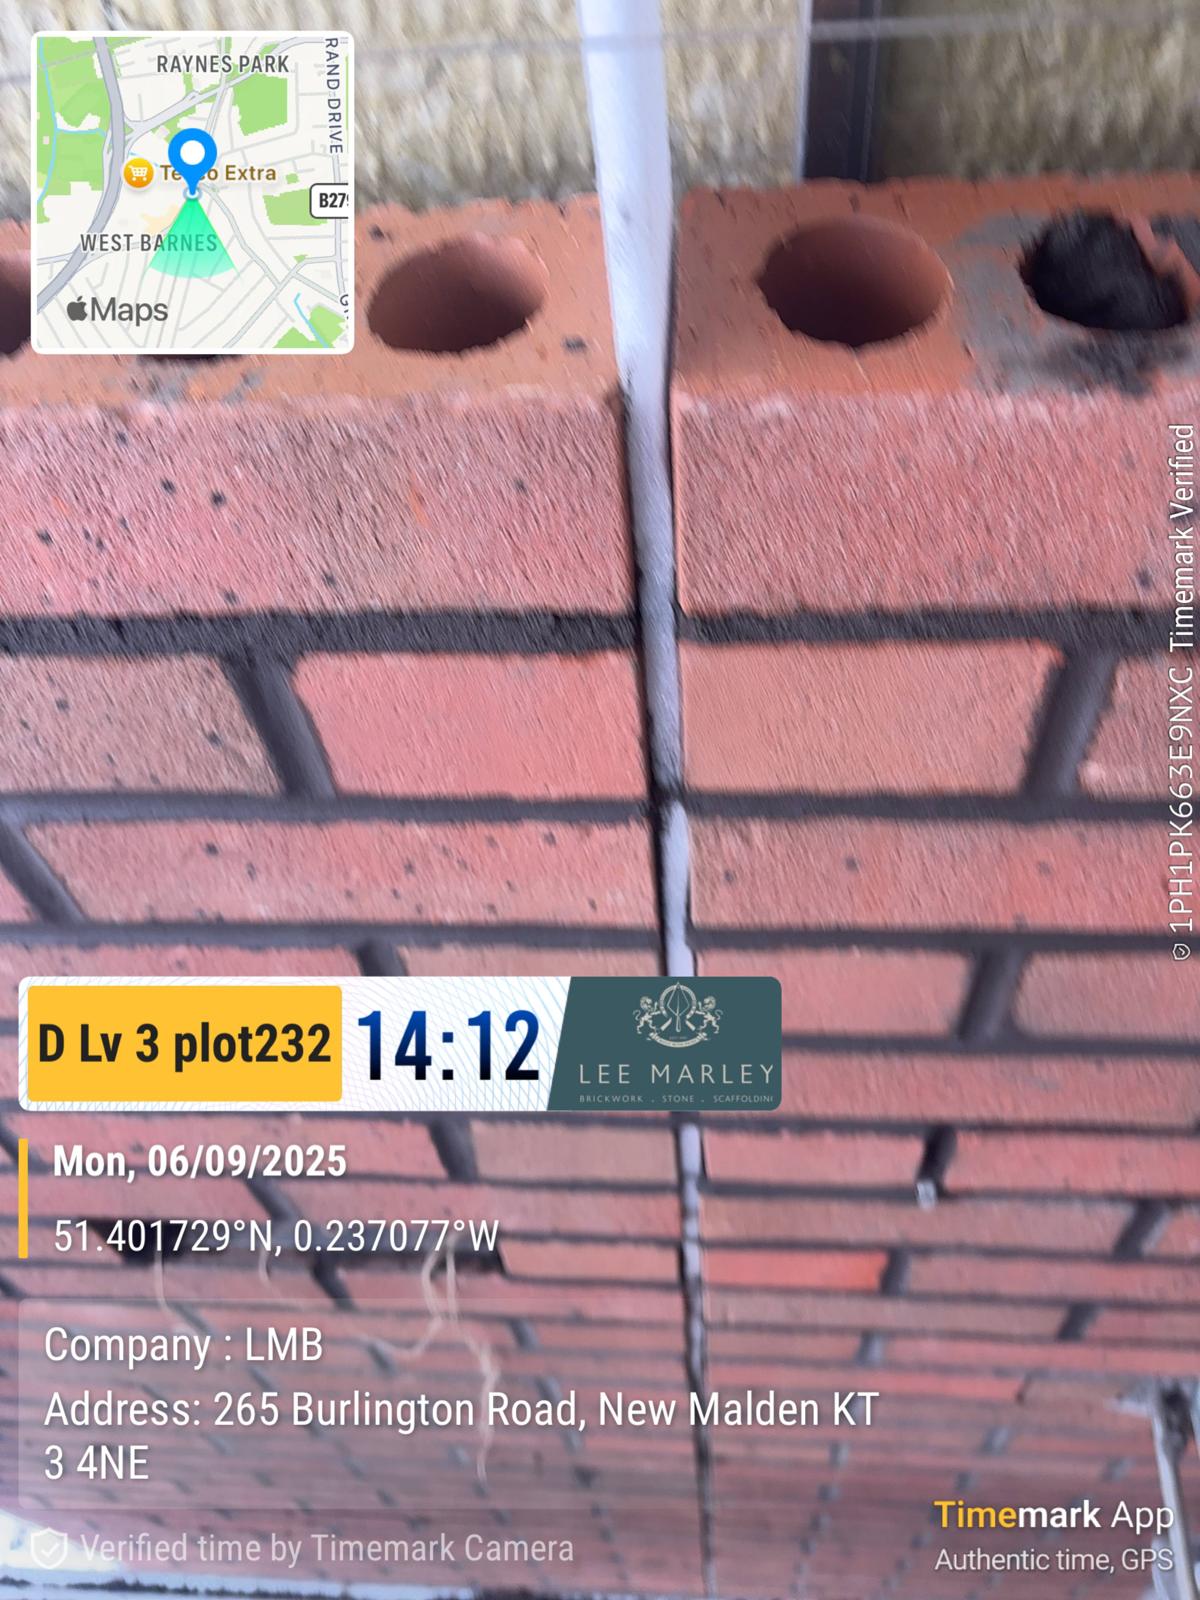 RAYNES PARK
RAND DRIVE
Extra
WEST BARNES
Maps
D Lv 3 plot232
14:12
LEE MARLEY
BRICKWORK . STONE . SCAFFOLDIN
Mon, 06/09/2025
51.401729°N, 0.237077°W
Company : LMB
Address: 265 Burlington Road, New Malden KT
3 4NE
Verified time by Timemark Camera
Timemark App
Authentic time, GPS
1PH1PK663E9NXC Timemark Verified